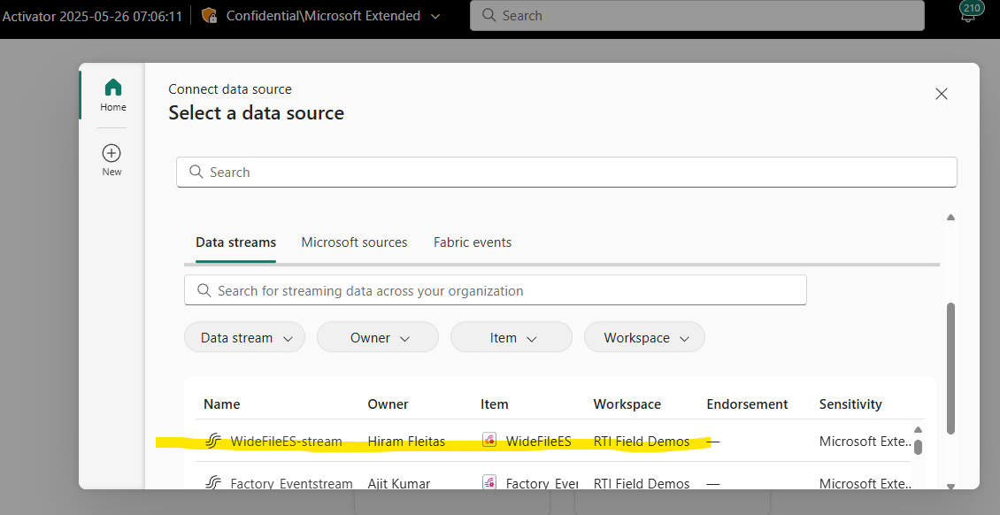 Activator 2025-05-26 07:06:11 Confidential\Microsoft Extended Search 210
Home
New
Connect data source
Select a data source
Search
Data streams Microsoft sources Fabric events
Search for streaming data across your organization
Data stream Owner Item Workspace
Name Owner Item Workspace Endorsement Sensitivity
WideFileES-stream Hiram Fleitas WideFileES RTI Field Demos — Microsoft Exte..
Factory_Eventstream Ajit Kumar Factory_Ever RTI Field Demos — Microsoft Exte..